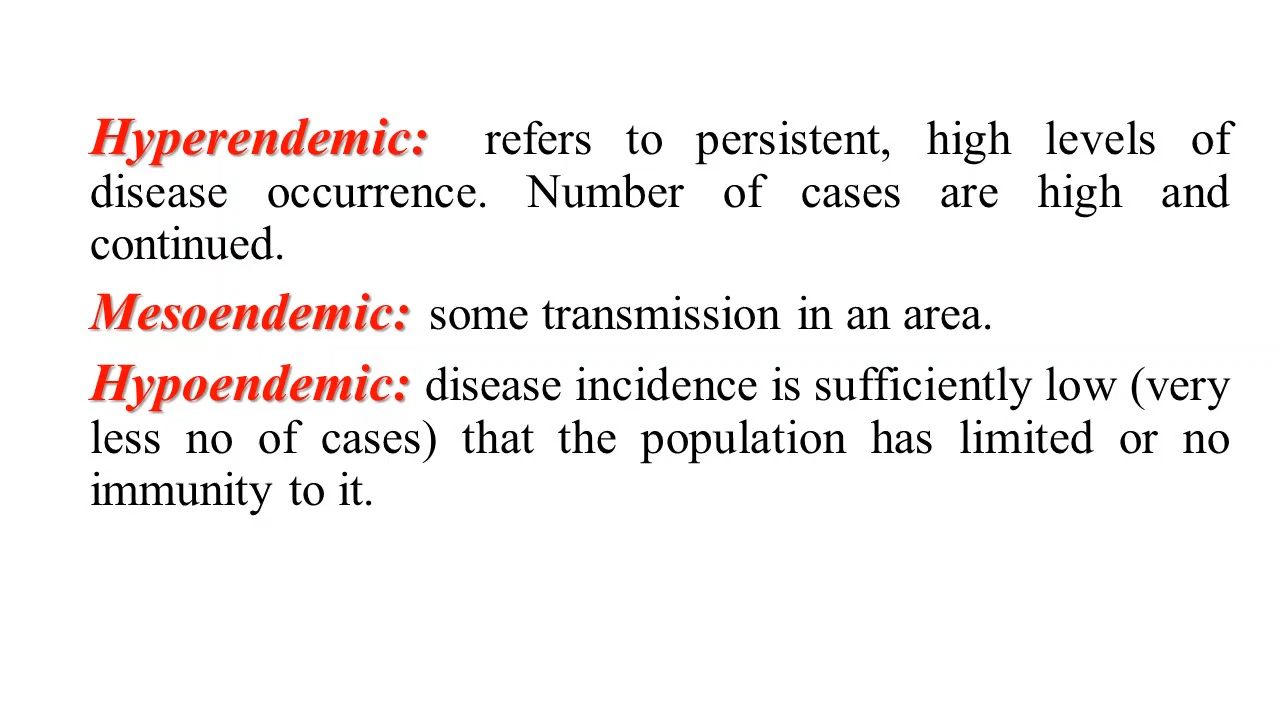 Hyperendemic: refers to persistent, high levels of
disease occurrence. Number of cases are high and
continued.
Mesoendemic: some transmission in an area.
Hypoendemic: disease incidence is sufficiently low (very
less no of cases) that the population has limited or no
immunity to it.